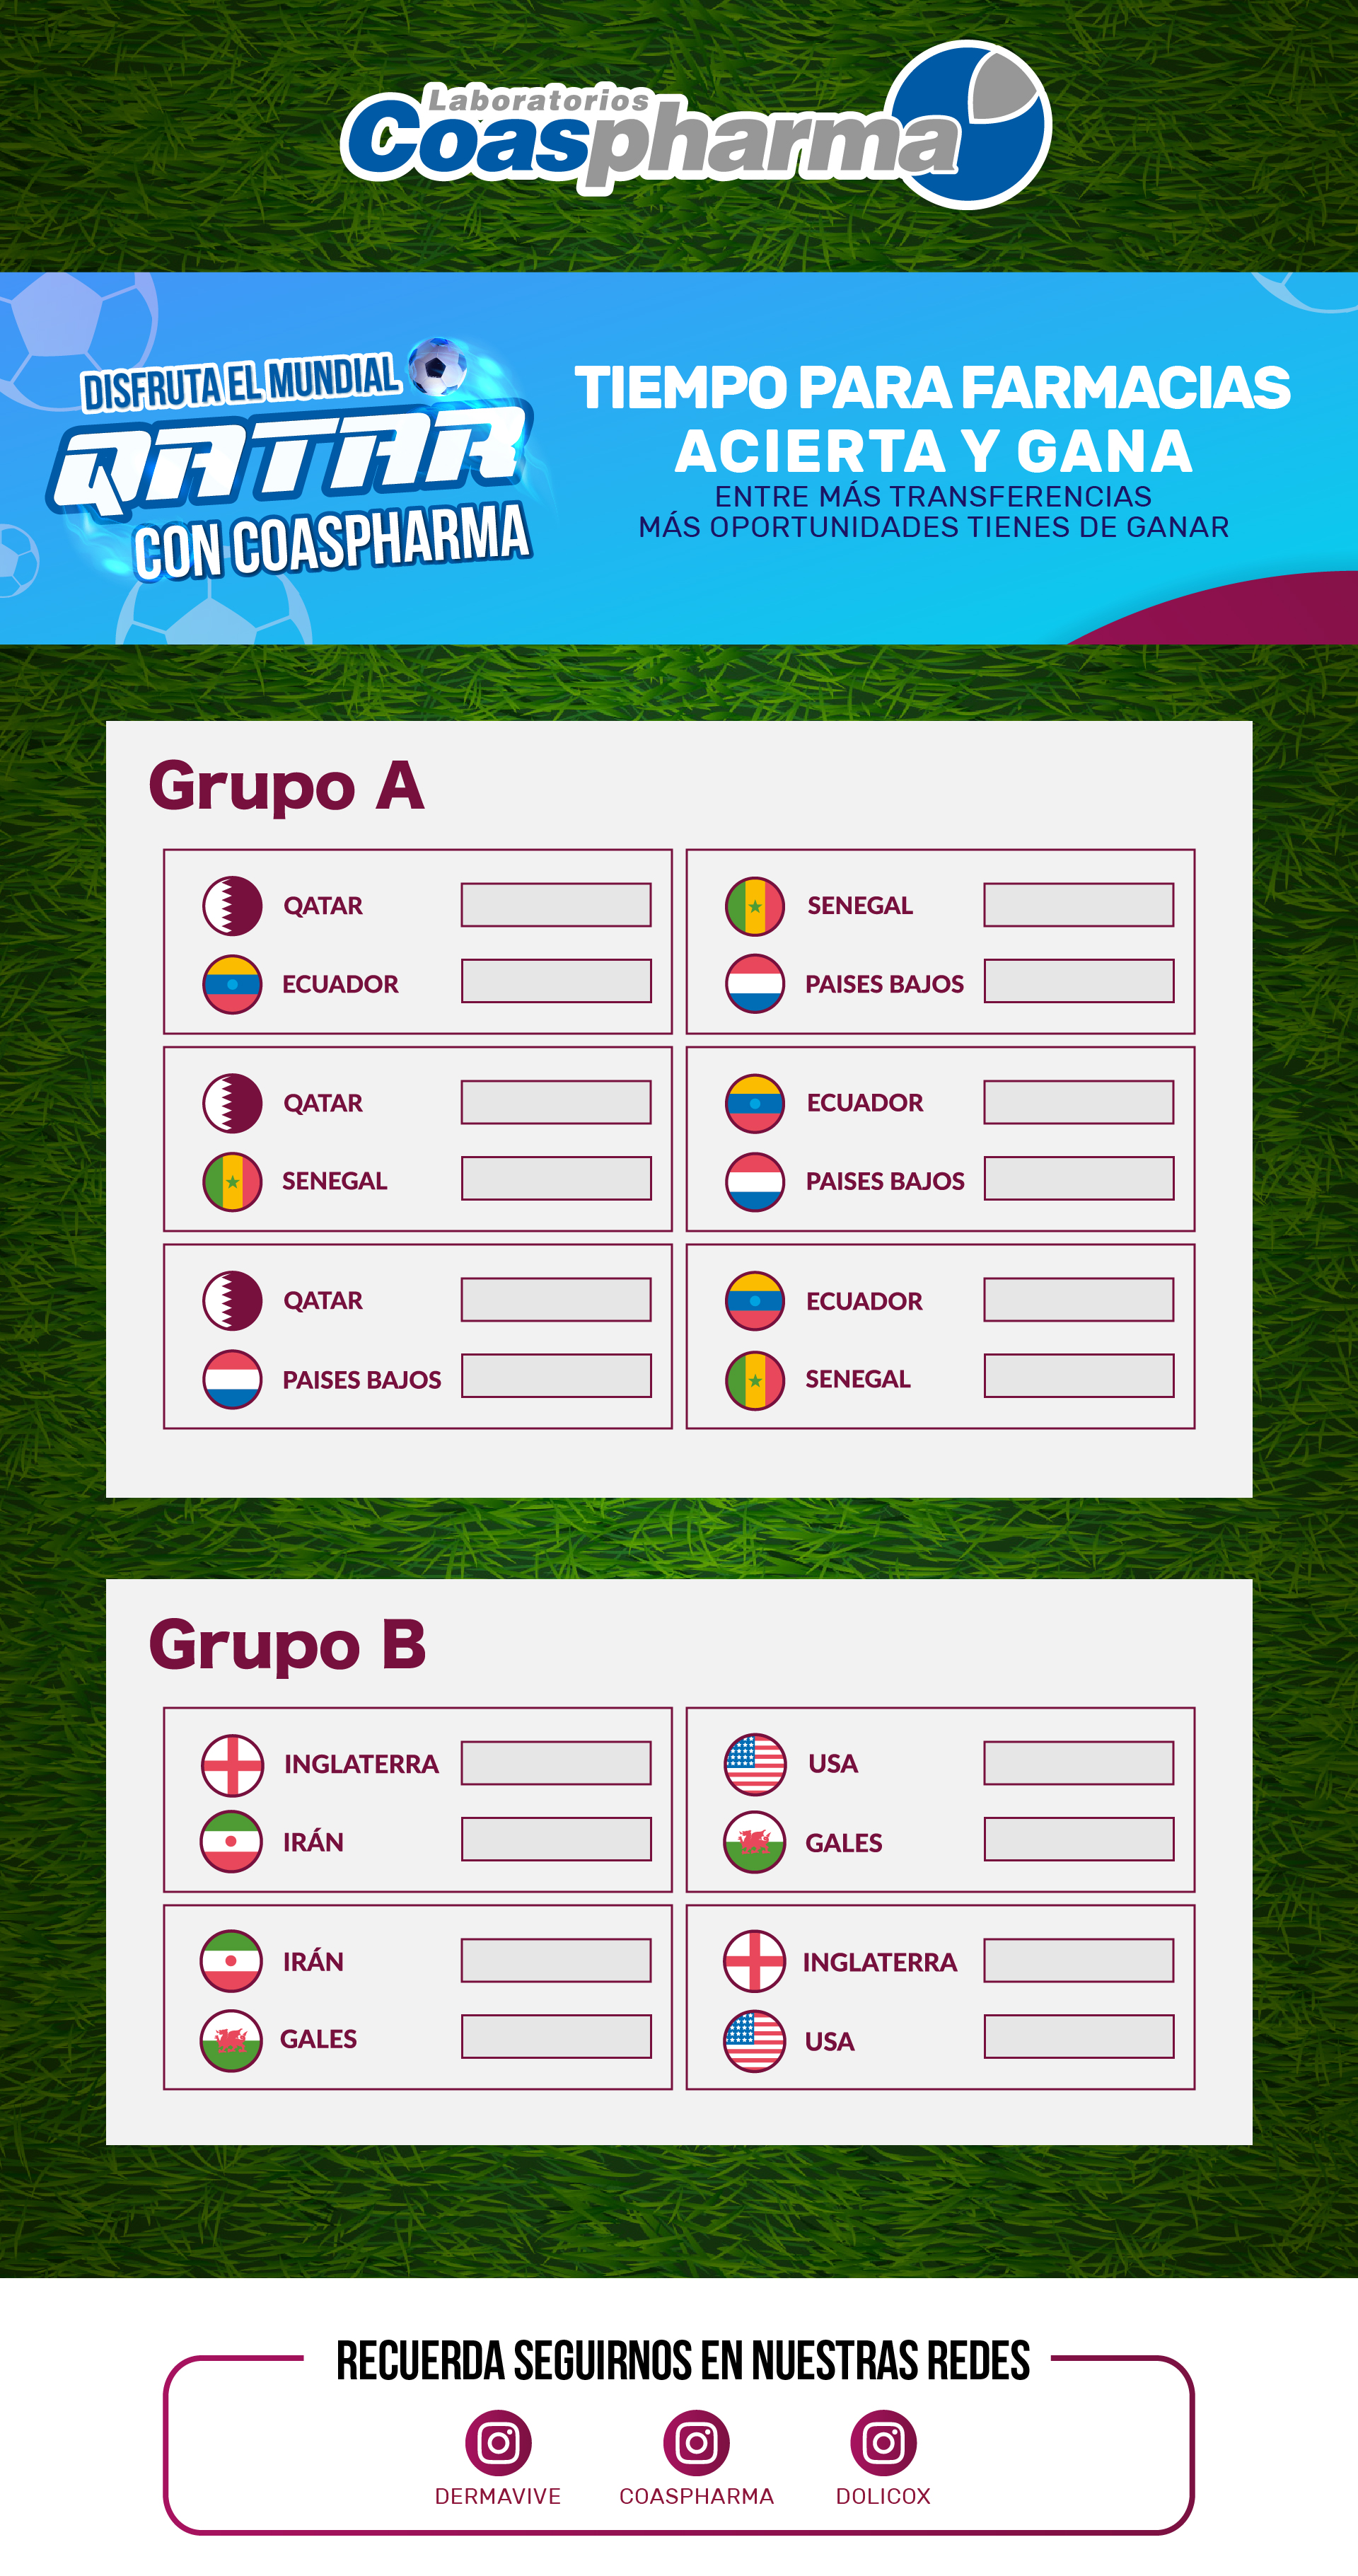 Laboratorios
Coaspharma
DISFRUTA EL MUNDIAL
QATAR
CON COASPHARMA
TIEMPO PARA FARMACIAS
ACIERTA Y GANA
ENTRE MÁS TRANSFERENCIAS
MÁS OPORTUNIDADES TIENES DE GANAR
Grupo A
QATAR
ECUADOR
SENEGAL
PAISES BAJOS
QATAR
SENEGAL
ECUADOR
PAISES BAJOS
QATAR
PAISES BAJOS
ECUADOR
SENEGAL
Grupo B
INGLATERRA
IRÁN
USA
GALES
IRÁN
GALES
INGLATERRA
USA
RECUERDA SEGUIRNOS EN NUESTRAS REDES
DERMAVIVE
COASPHARMA
DOLICOX